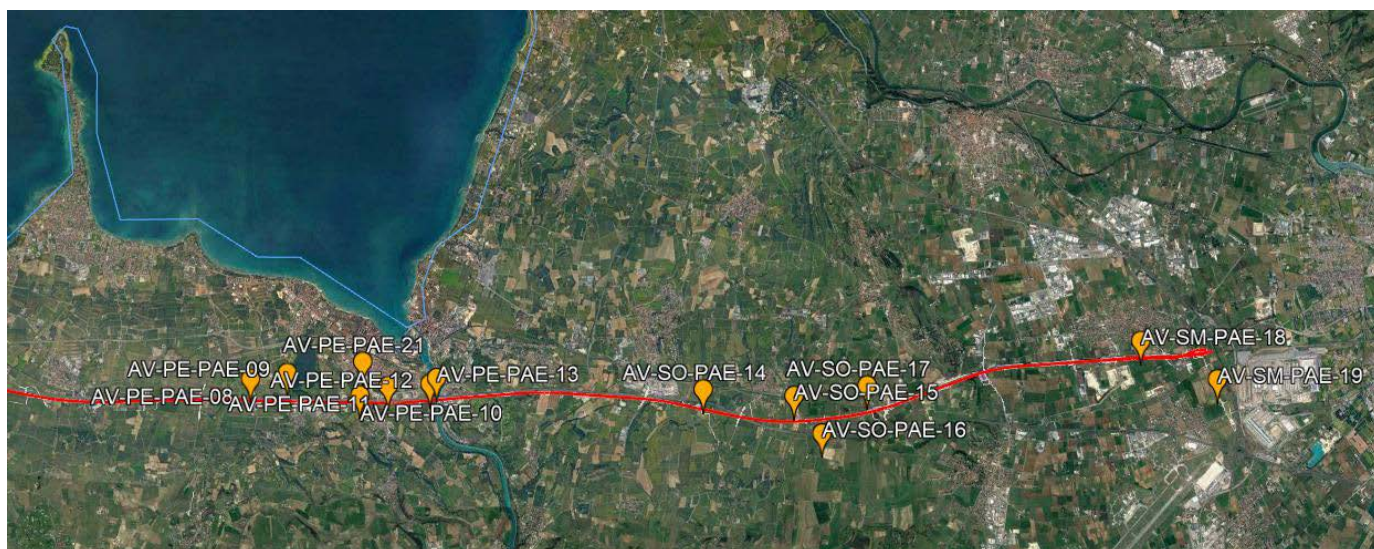 AV-PE-PAE-21
AV-PE-PAE-09
AV-PE-PAE-12
AV-PE-PAE-13
AV-PE-PAE-08
AV-PE-PAE-11
AV-PE-PAE-10
AV-SO-PAE-14
AV-SO-PAE-17
AV-SO-PAE-15
AV-SO-PAE-16
AV-SM-PAE-18
AV-SM-PAE-19